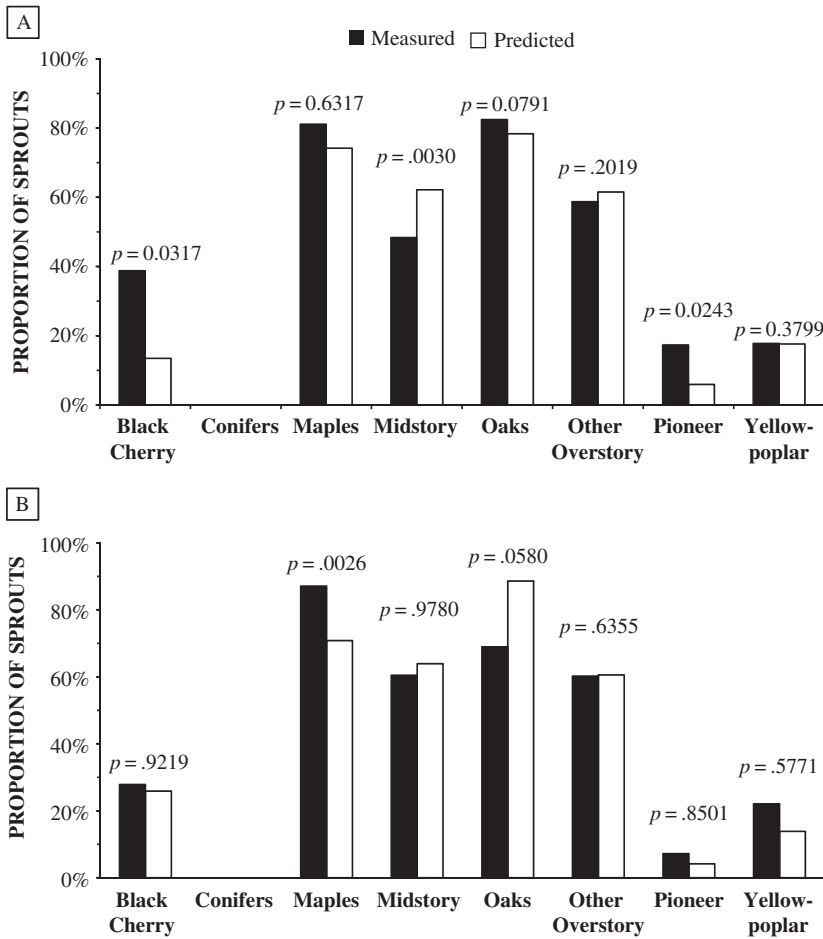 A
■ Measured □ Predicted
PROPORTION OF SPROUTS
100%
80%
60%
40%
20%
0%
p = 0.0317
p = 0.6317
p = .0030
p = 0.0791
p = .2019
p = 0.0243
p = 0.3799
Black Cherry
Conifers
Maples
Midstory
Oaks
Other Overstory
Pioneer
Yellow-poplar
B
PROPORTION OF SPROUTS
100%
80%
60%
40%
20%
0%
p = .9219
p = .0026
p = .9780
p = .0580
p = .6355
p = .8501
p = .5771
Black Cherry
Conifers
Maples
Midstory
Oaks
Other Overstory
Pioneer
Yellow-poplar